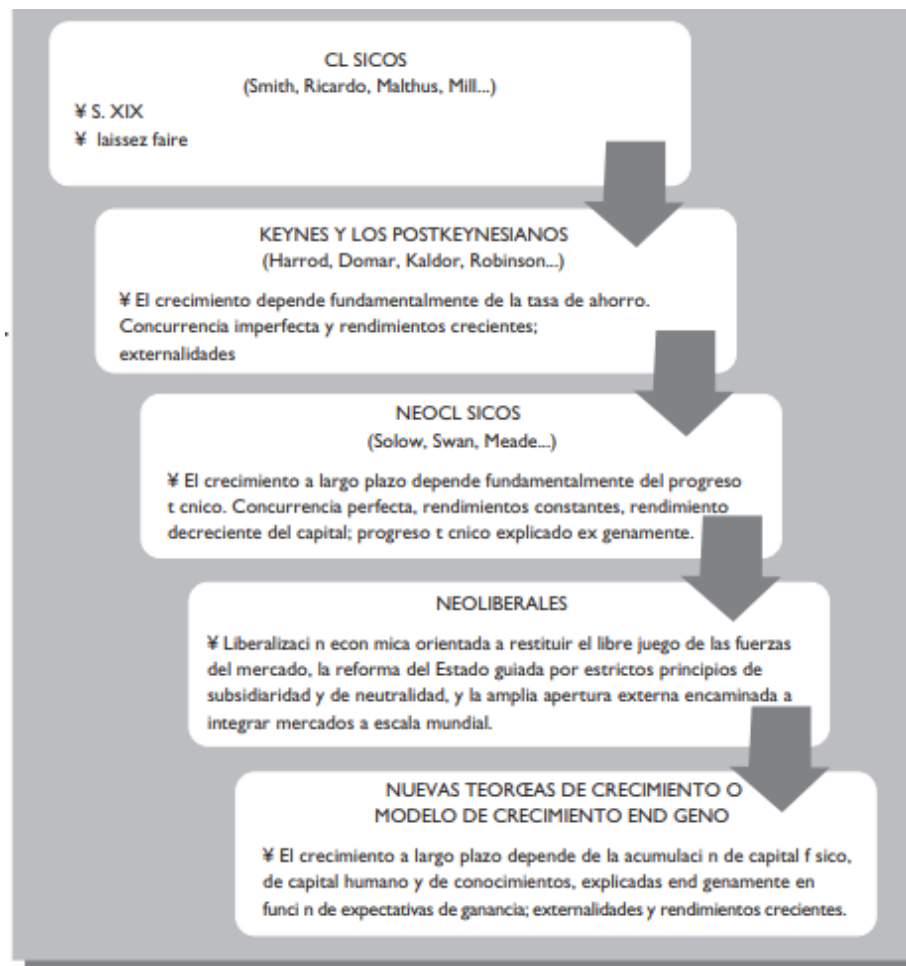 CL SICOS
(Smith, Ricardo, Malthus, Mill...)
¥ S. XIX
¥ laissez faire
KEYNES Y LOS POSTKEYNESIANOS
(Harrod, Domar, Kaldor, Robinson...)
¥ El crecimiento depende fundamentalmente de la tasa de ahorro.
Concurrencia imperfecta y rendimientos crecientes;
externalidades
NEOCL SICOS
(Solow, Swan, Meade...)
¥ El crecimiento a largo plazo depende fundamentalmente del progreso
t cnico. Concurrencia perfecta, rendimientos constantes, rendimiento
decreciente del capital; progreso t cnico explicado ex genamente.
NEOLIBERALES
¥ Liberalizaci n econ mica orientada a restituir el libre juego de las fuerzas
del mercado, la reforma del Estado guiada por estrictos principios de
subsidiaridad y de neutralidad, y la amplia apertura externa encaminada a
integrar mercados a escala mundial.
NUEVAS TEORŒAS DE CRECIMIENTO O
MODELO DE CRECIMIENTO END GENO
¥ El crecimiento a largo plazo depende de la acumulaci n de capital f sico,
de capital humano y de conocimientos, explicadas end genamente en
funci n de expectativas de ganancia; externalidades y rendimientos crecientes.